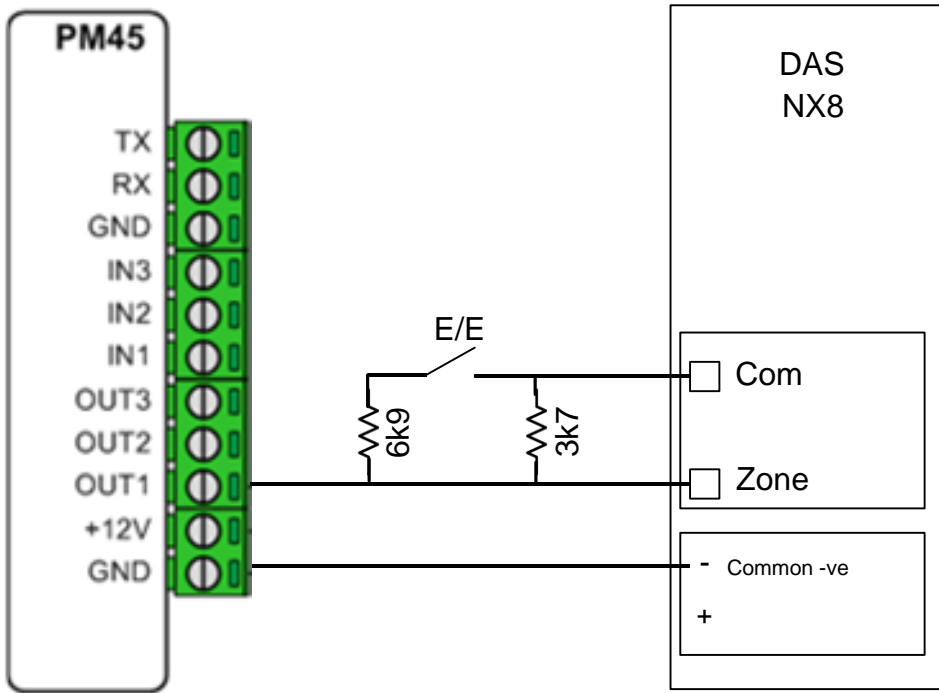 PM45
TX
RX
GND
IN3
IN2
IN1
OUT3
OUT2
OUT1
+12V
GND
E/E
6k9
3k7
DAS
NX8
Com
Zone
- Common -ve
+